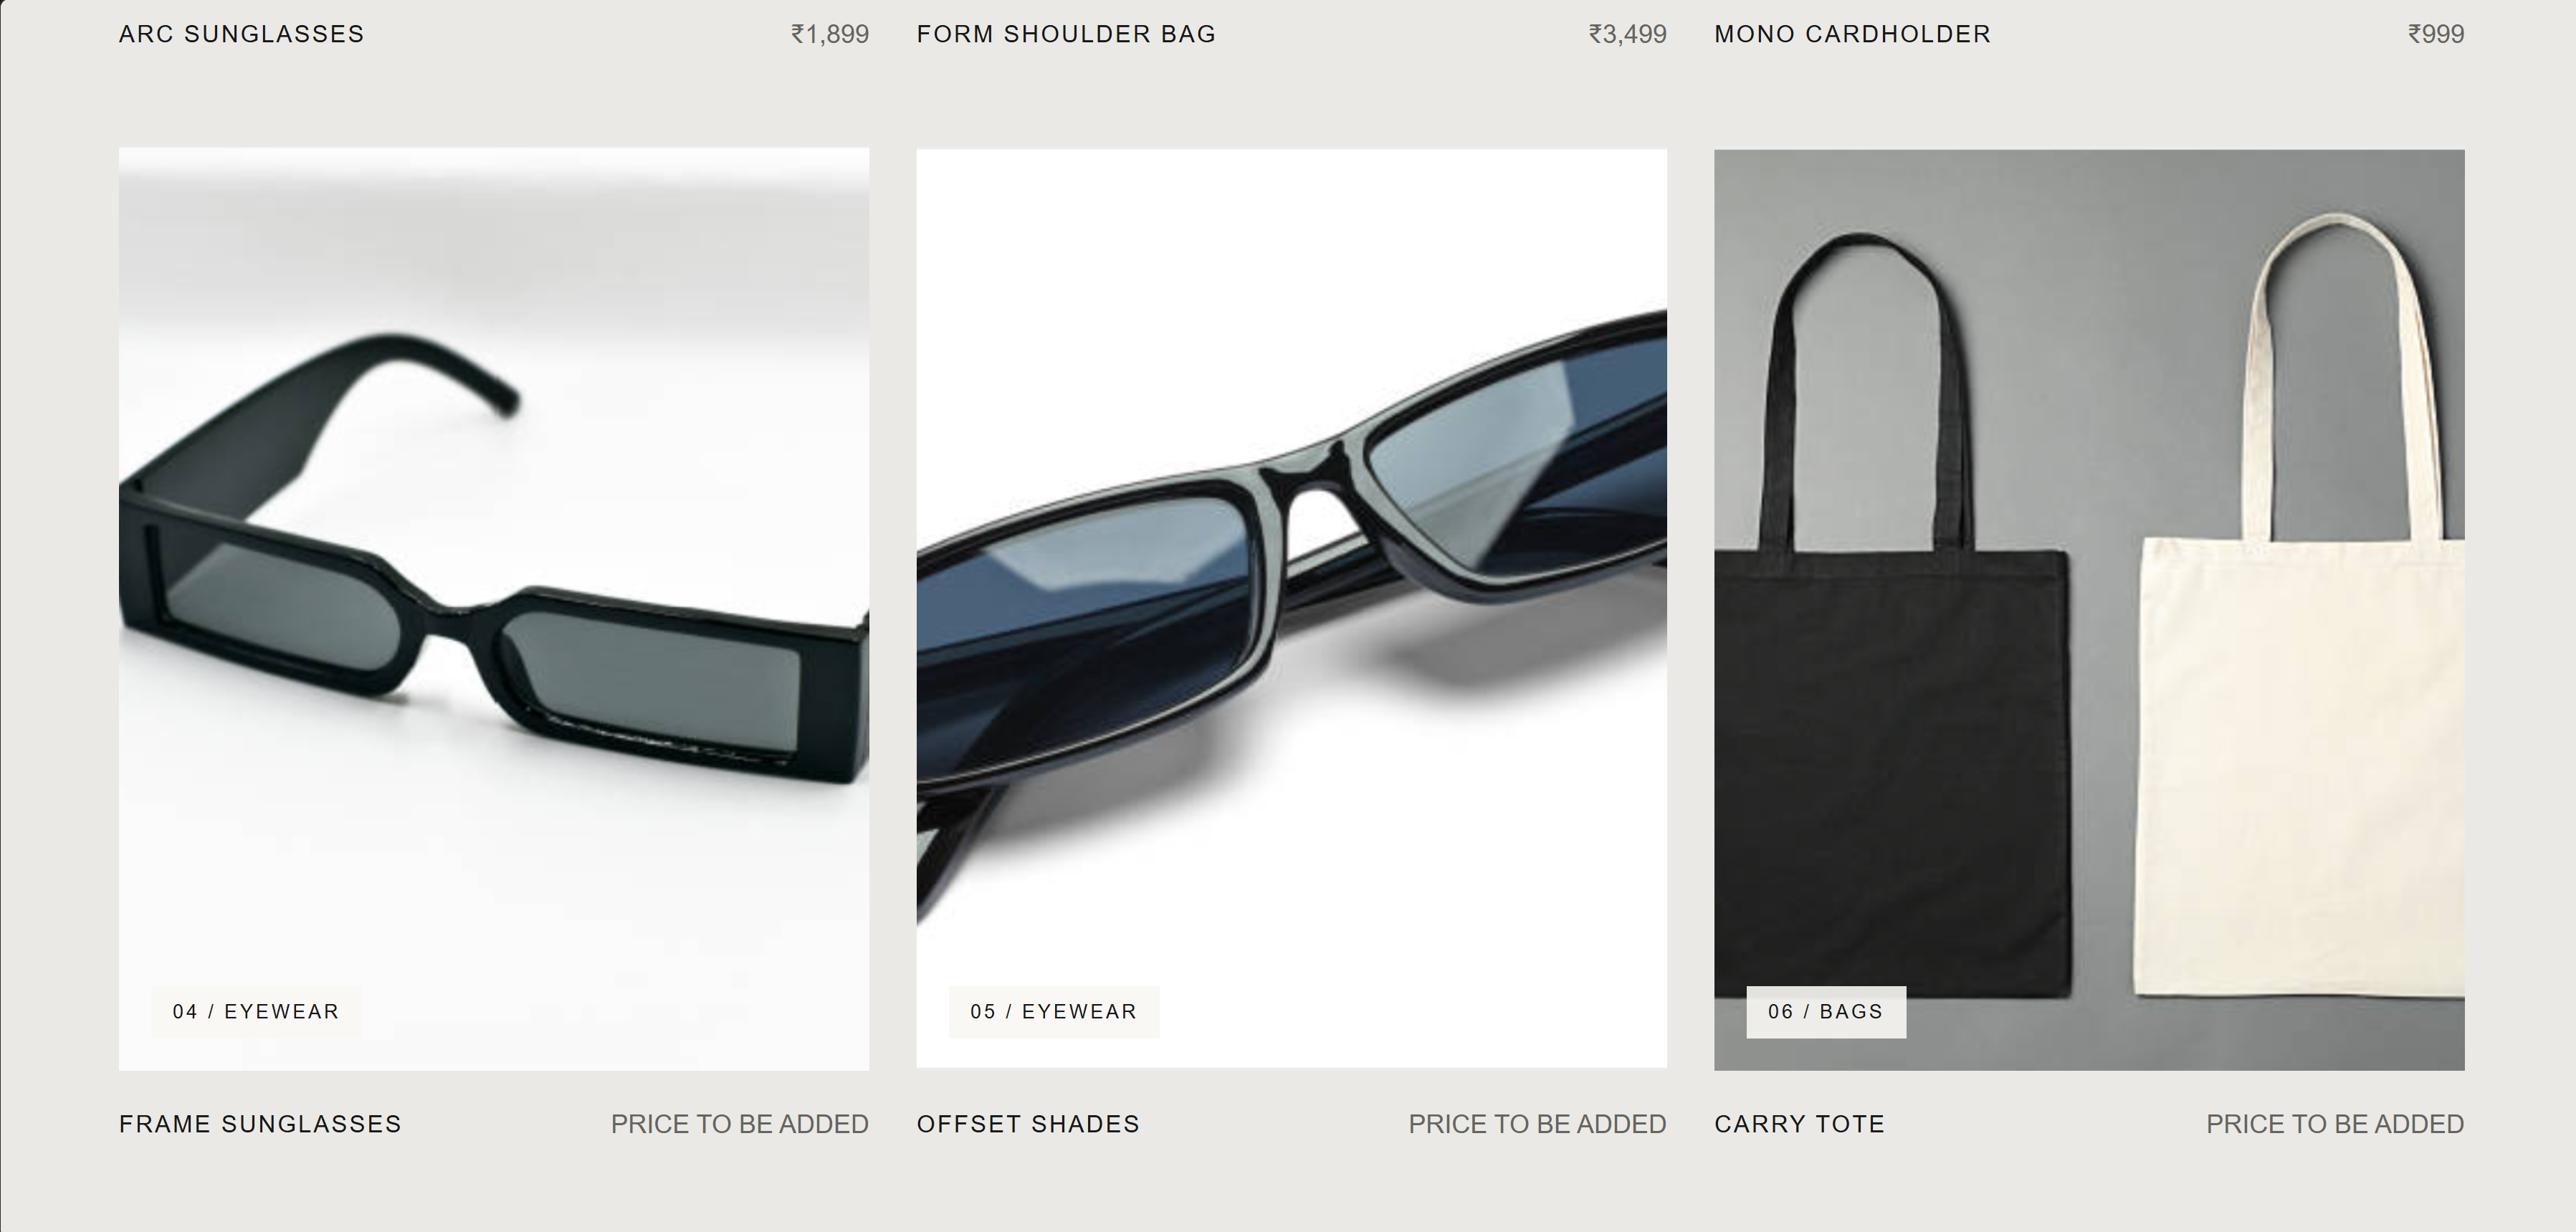 ARC SUNGLASSES ₹1,899
FORM SHOULDER BAG ₹3,499
MONO CARDHOLDER ₹999
04 / EYEWEAR
05 / EYEWEAR
06 / BAGS
FRAME SUNGLASSES PRICE TO BE ADDED
OFFSET SHADES PRICE TO BE ADDED
CARRY TOTE PRICE TO BE ADDED